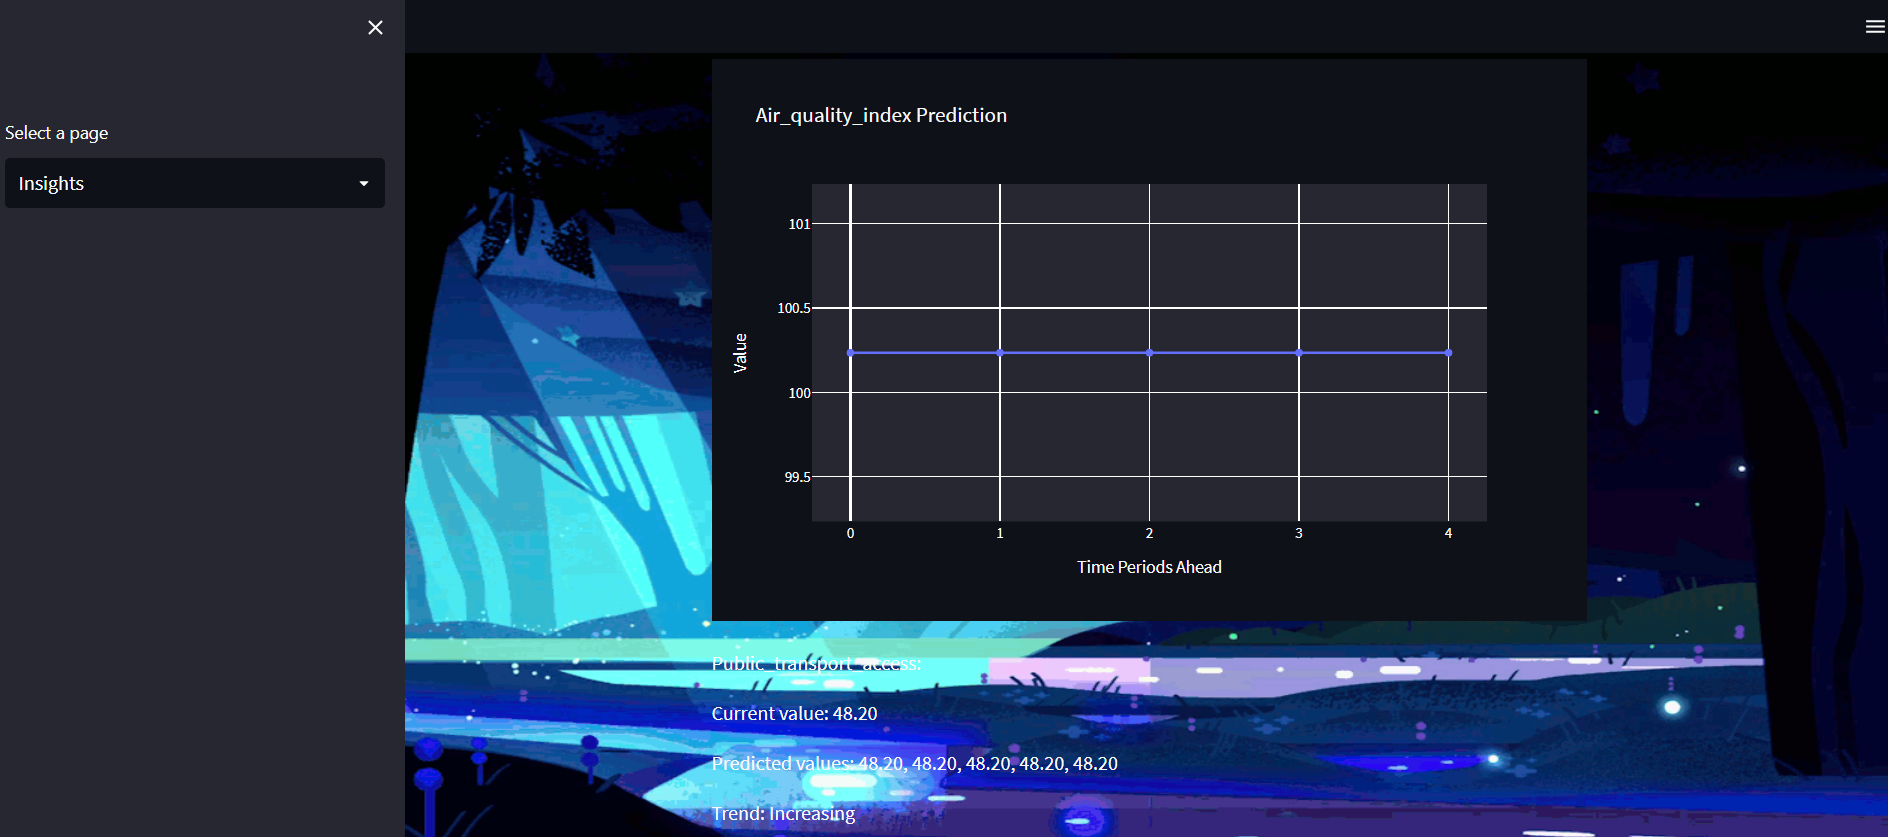 Select a page
Insights
Air_quality_index Prediction
101
100.5
100
99.5
Value
0 1 2 3 4
Time Periods Ahead
Public_transport_access:
Current value: 48.20
Predicted values: 48.20, 48.20, 48.20, 48.20, 48.20
Trend: Increasing